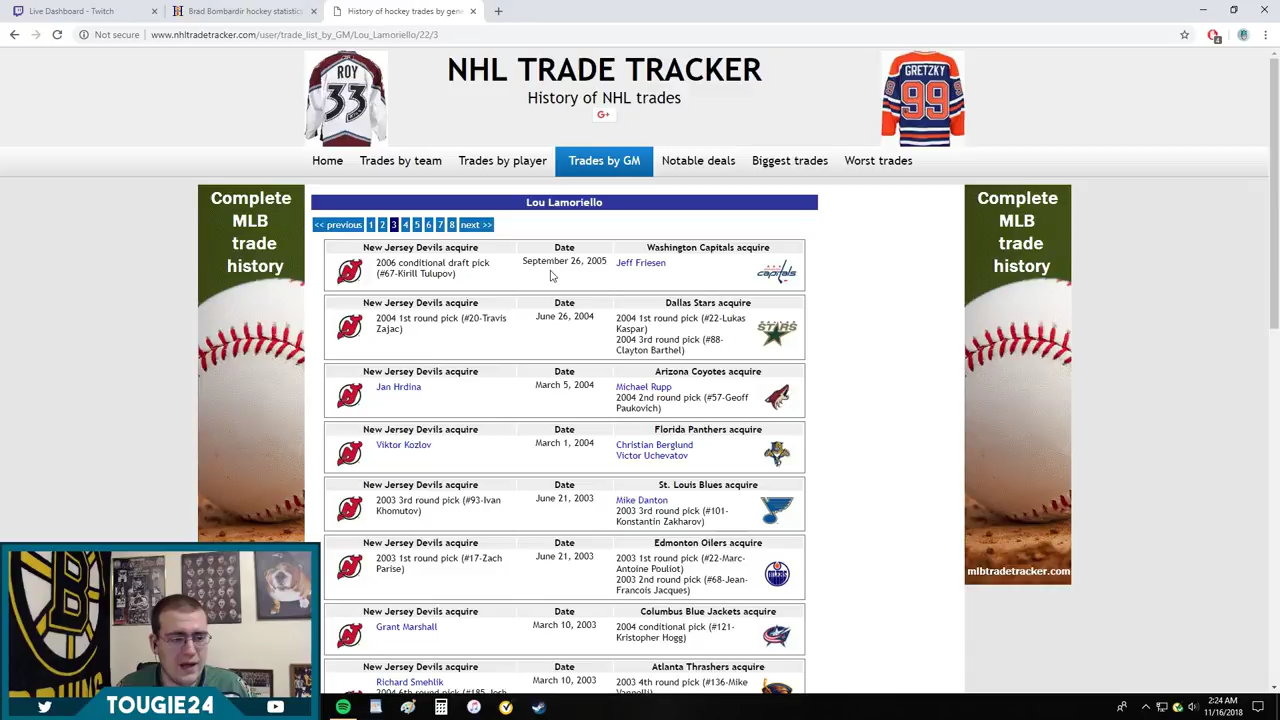 Live Dashboard - Twitch
Brad Bombardir hockey statistic
History of hockey trades by gene
Not secure
www.nhltradetracker.com/user/trade_list_by_GM/Lou_Lamoriello/22/3
ROY
33
NHL TRADE TRACKER
History of NHL trades
G+
GRETZKY
99
Home
Trades by team
Trades by player
Trades by GM
Notable deals
Biggest trades
Worst trades
Complete
MLB
trade
history
Lou Lamoriello
<< previous 1 2 3 4 5 6 7 8 next >>
New Jersey Devils acquire
Date
Washington Capitals acquire
2006 conditional draft pick
(#67-Kirill Tulupov)
September 26, 2005
Jeff Friesen
capitals
New Jersey Devils acquire
Date
Dallas Stars acquire
2004 1st round pick (#20-Travis
Zajac)
June 26, 2004
2004 1st round pick (#22-Lukas
Kaspar)
2004 3rd round pick (#88-
Clayton Barthel)
STARS
New Jersey Devils acquire
Date
Arizona Coyotes acquire
Jan Hrdina
March 5, 2004
Michael Rupp
2004 2nd round pick (#57-Geoff
Paukovich)
New Jersey Devils acquire
Date
Florida Panthers acquire
Viktor Kozlov
March 1, 2004
Christian Berglund
Victor Uchevatov
New Jersey Devils acquire
Date
St. Louis Blues acquire
2003 3rd round pick (#93-Ivan
Khomutov)
June 21, 2003
Mike Danton
2003 3rd round pick (#101-
Konstantin Zakharov)
New Jersey Devils acquire
Date
Edmonton Oilers acquire
2003 1st round pick (#17-Zach
Parise)
June 21, 2003
2003 1st round pick (#22-Marc-
Antoine Pouliot)
2003 2nd round pick (#68-Jean-
Francois Jacques)
New Jersey Devils acquire
Date
Columbus Blue Jackets acquire
Grant Marshall
March 10, 2003
2004 conditional pick (#121-
Kristopher Hogg)
New Jersey Devils acquire
Date
Atlanta Thrashers acquire
Richard Smehlik
2004 6th round pick (#185-Josh
March 10, 2003
2003 4th round pick (#136-Mike
Vannelli)
Complete
MLB
trade
history
mlbtradetracker.com
B
BRUINS
TOUGIE24
2:24 AM
11/16/2018